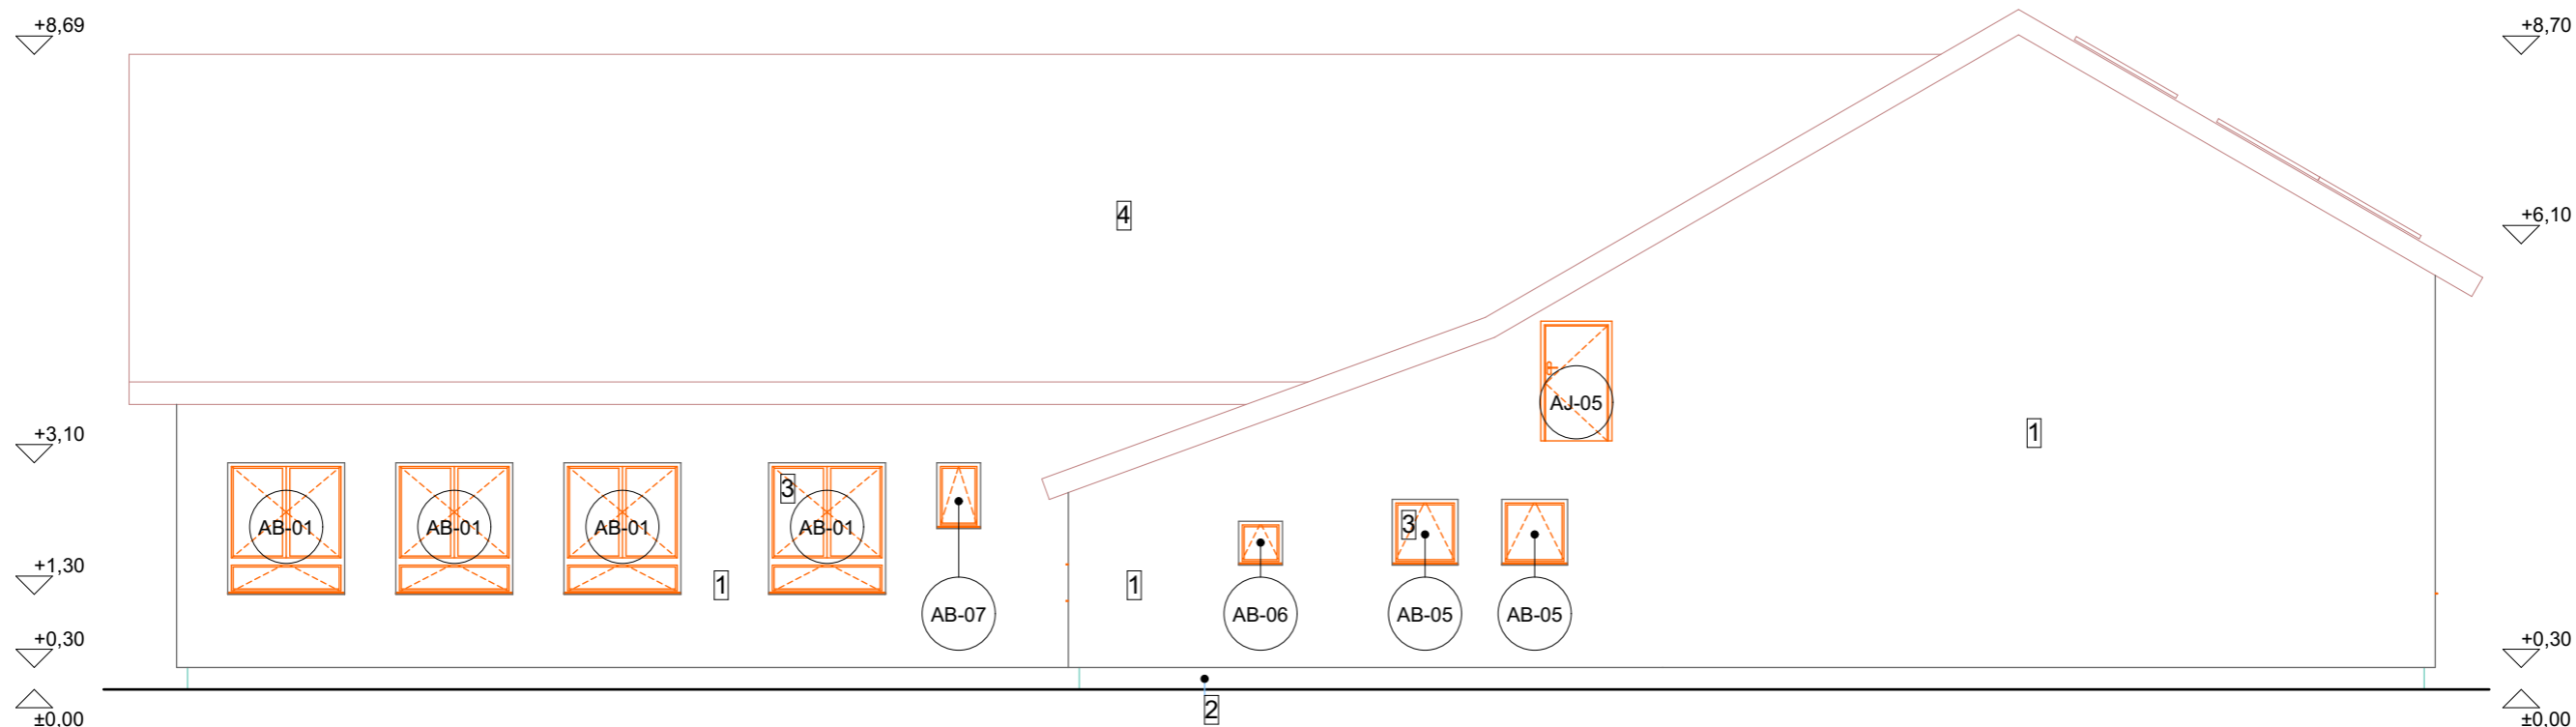 +8,69
+8,70
4
+6,10
AJ-05
+3,10
1
3
3
AB-01
AB-01
AB-01
AB-01
+1,30
1
1
AB-07
AB-06
AB-05
AB-05
+0,30
+0,30
2
±0,00
±0,00